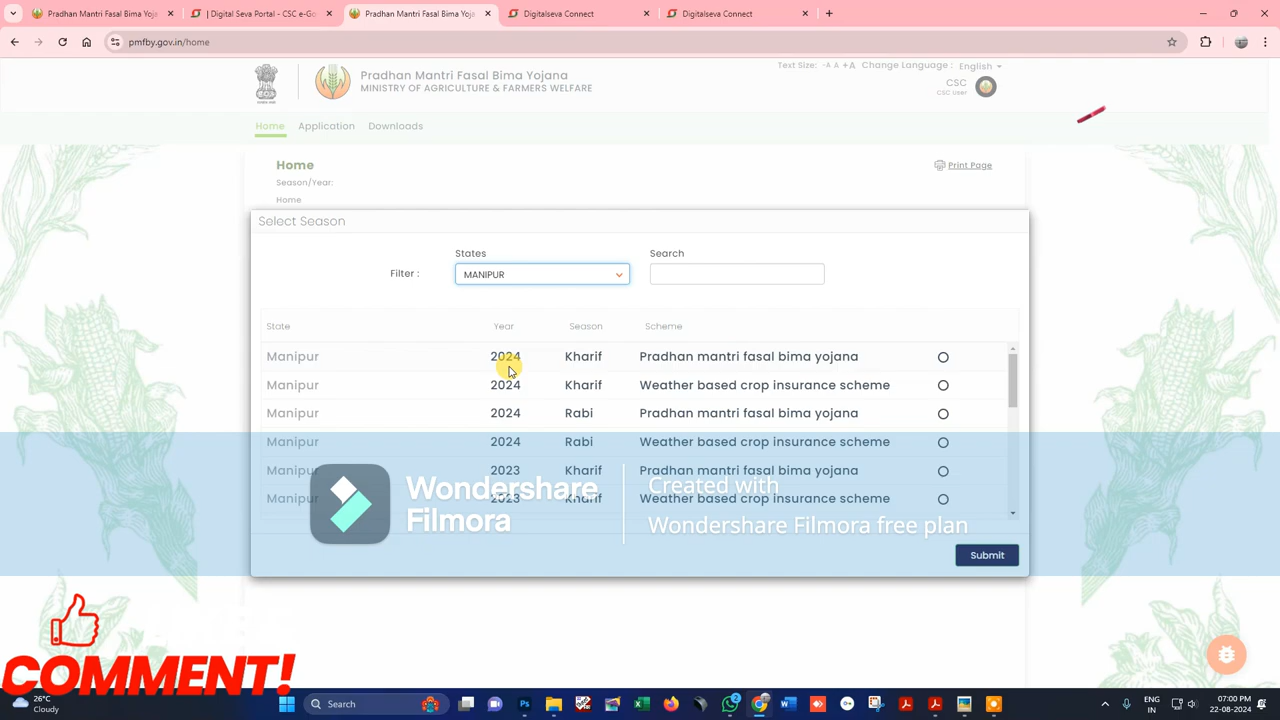 Pradhan Mantri Fasal Bima Yoja
Digital Seva Portal - CSC e-Go
Pradhan Mantri Fasal Bima Yoja
Digitalseva Connect
Digitalseva Connect
pmfby.gov.in/home
Pradhan Mantri Fasal Bima Yojana
MINISTRY OF AGRICULTURE & FARMERS WELFARE
Text Size: -A A +A Change Language : English
CSC
CSC User
Home Application Downloads
Home
Print Page
Season/Year:
Home
Select Season
States Search
Filter : MANIPUR
State Year Season Scheme
Manipur 2024 Kharif Pradhan mantri fasal bima yojana
Manipur 2024 Kharif Weather based crop insurance scheme
Manipur 2024 Rabi Pradhan mantri fasal bima yojana
Manipur 2024 Rabi Weather based crop insurance scheme
Manipur 2023 Kharif Pradhan mantri fasal bima yojana
Manipur 2023 Kharif Weather based crop insurance scheme
Wondershare
Filmora
Created with
Wondershare Filmora free plan
Submit
COMMENT!
26°C
Cloudy
Search
2
ENG
IN
07:00 PM
22-08-2024